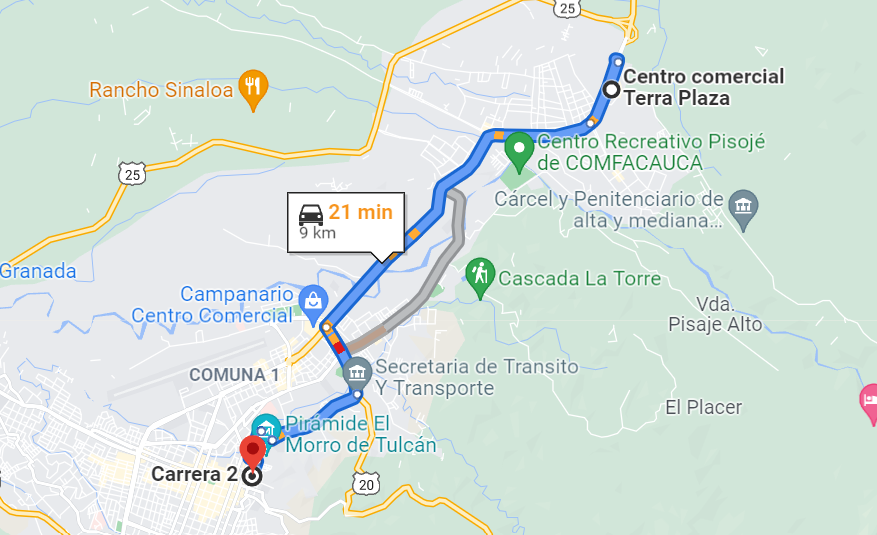 25
Centro comercial
Terra Plaza
Rancho Sinaloa
Centro Recreativo Pisojé
de COMFACAUCA
25
Cárcel y Penitenciario de
alta y mediana...
21 min
9 km
Granada
Cascada La Torre
Campanario
Centro Comercial
Vda.
Pisaje Alto
COMUNA 1
Secretaria de Transito
Y Transporte
El Placer
Pirámide El
Morro de Tulcán
Carrera 2
20